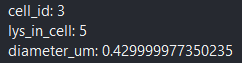 cell_id: 3
lys_in_cell: 5
diameter_um: 0.429999977350235